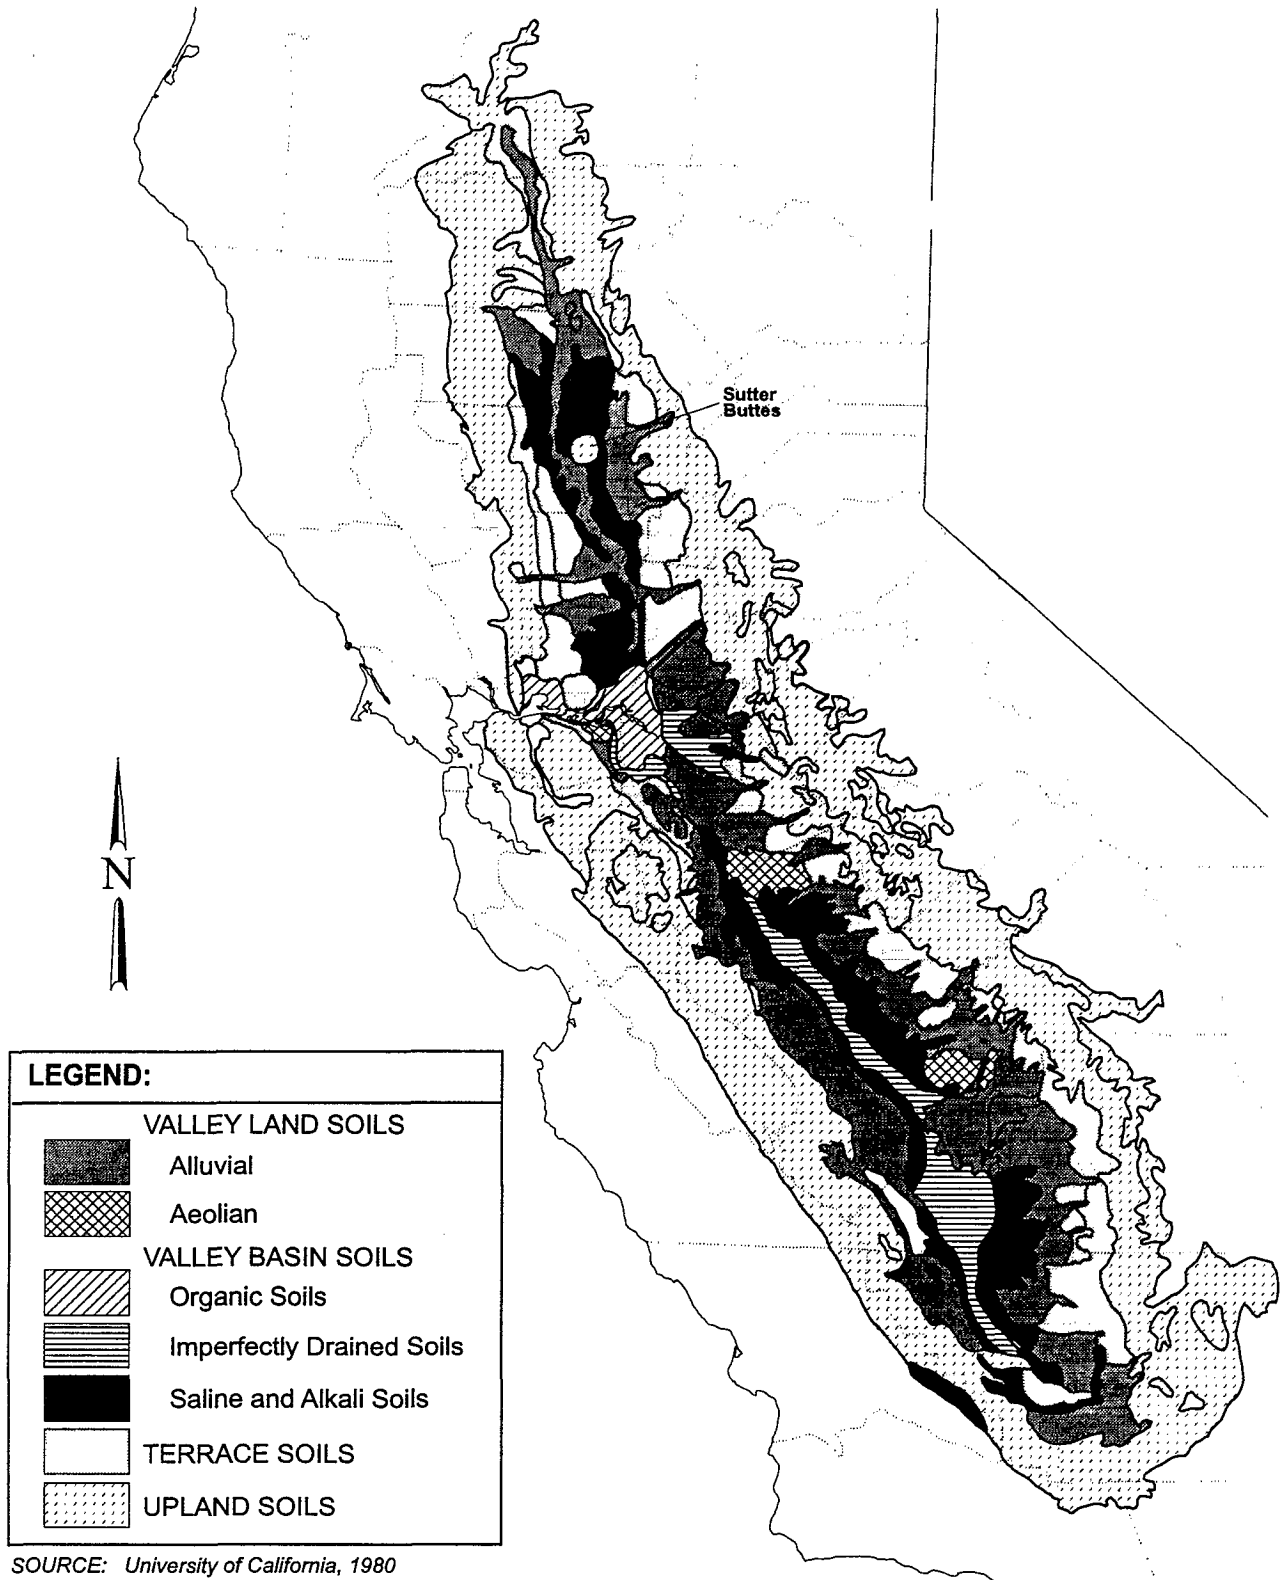 Sutter
Buttes
N
LEGEND:
VALLEY LAND SOILS
Alluvial
Aeolian
VALLEY BASIN SOILS
Organic Soils
Imperfectly Drained Soils
Saline and Alkali Soils
TERRACE SOILS
UPLAND SOILS
SOURCE: University of California, 1980